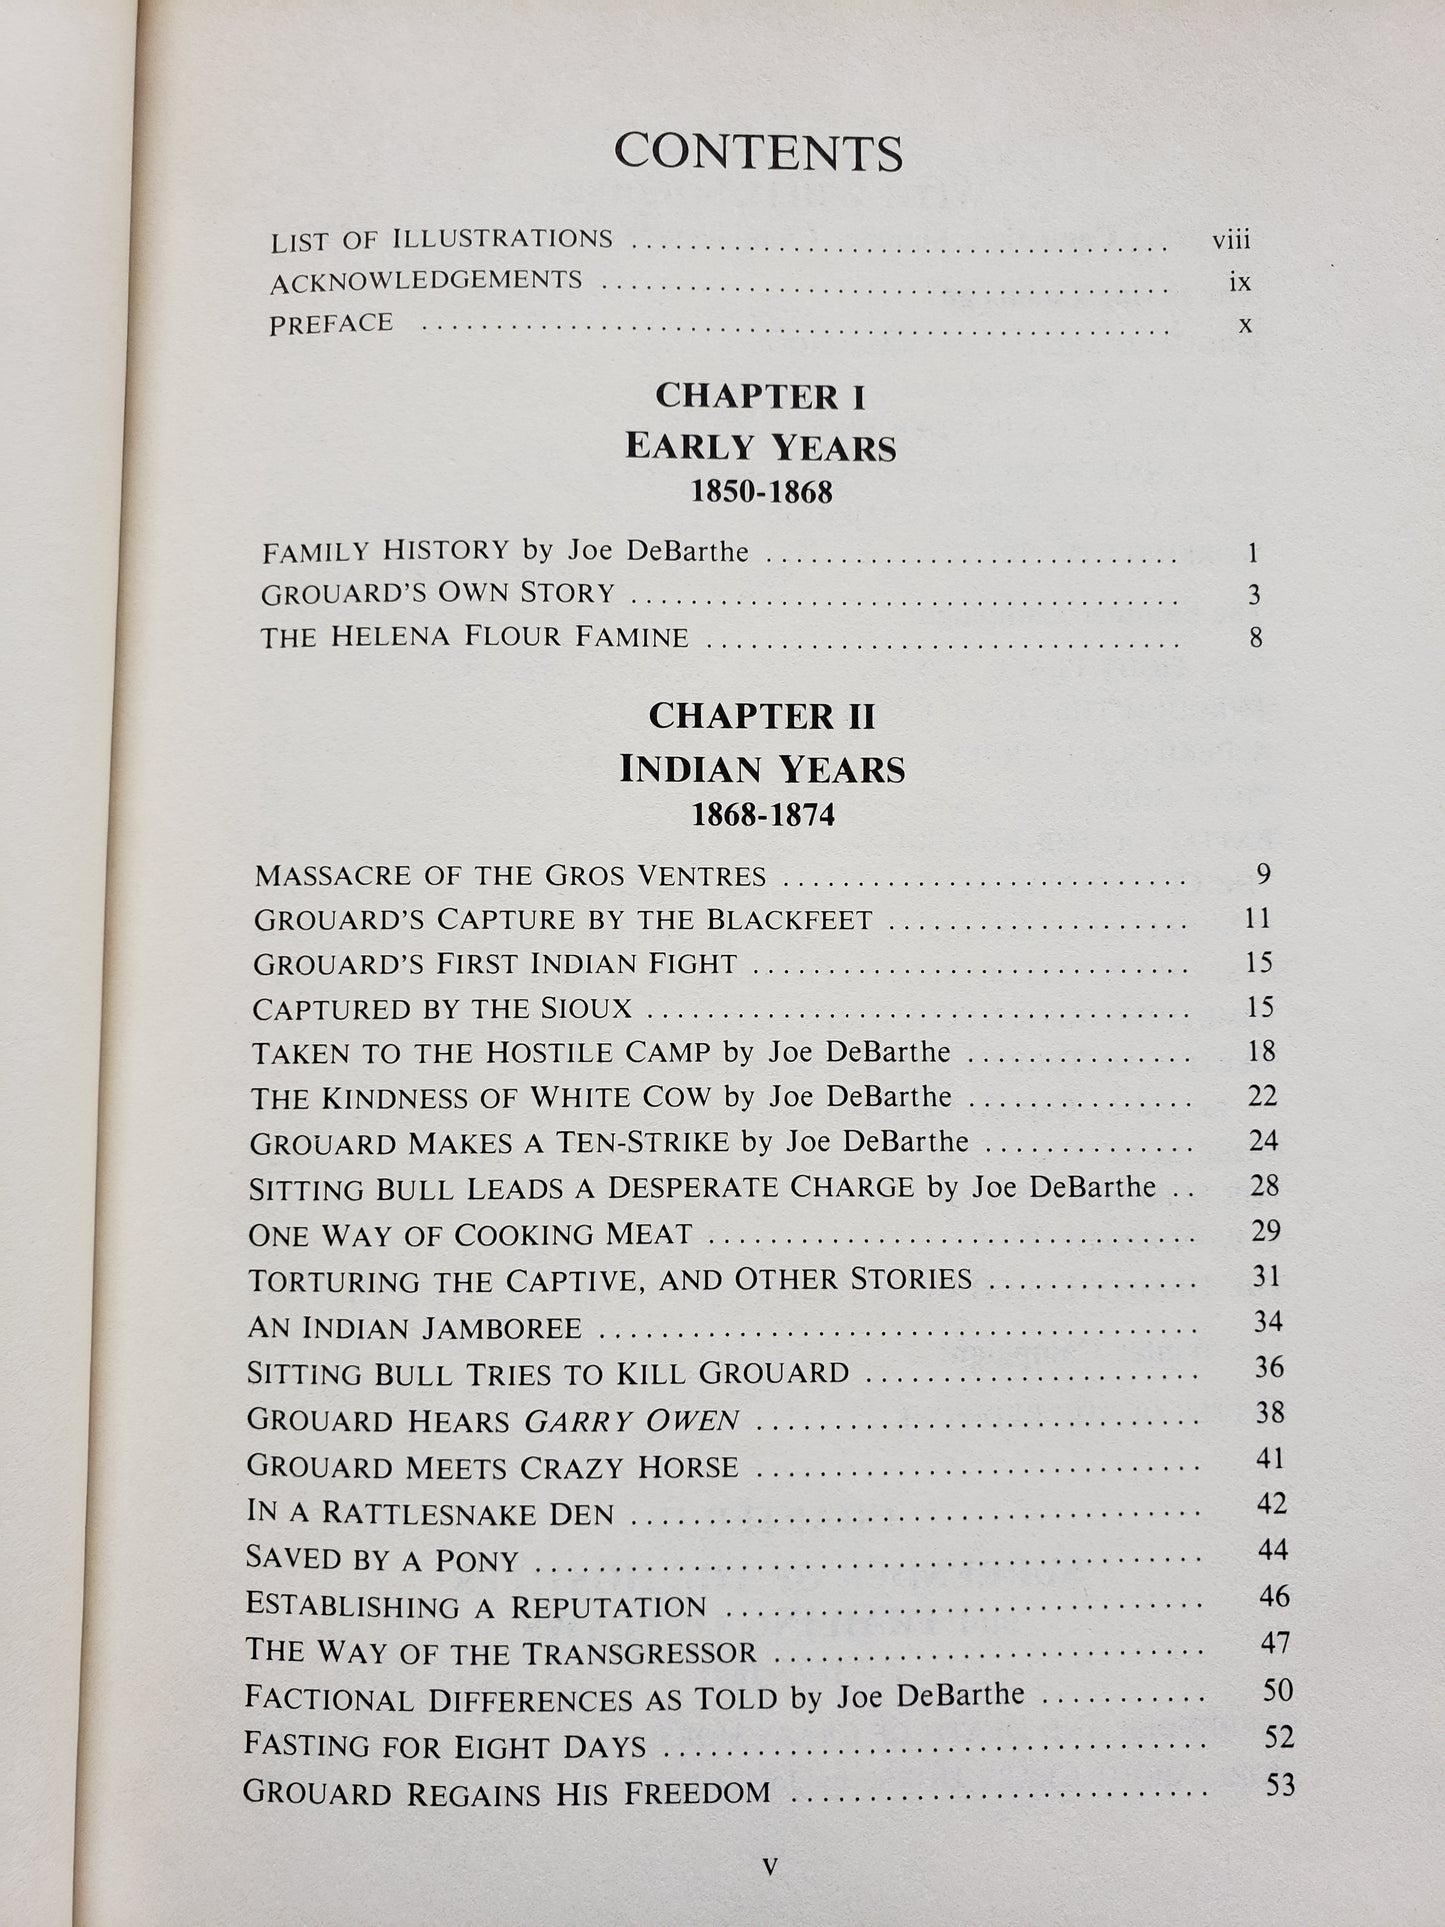 CONTENTS
LIST OF ILLUSTRATIONS .................................... viii
ACKNOWLEDGEMENTS ...................................... ix
PREFACE .................................................. x
CHAPTER I
EARLY YEARS
1850-1868
FAMILY HISTORY by Joe DeBarthe ............................ 1
GROUARD'S OWN STORY ..................................... 3
THE HELENA FLOUR FAMINE ................................ 8
CHAPTER II
INDIAN YEARS
1868-1874
MASSACRE OF THE GROS VENTRES ........................... 9
GROUARD'S CAPTURE BY THE BLACKFEET .................... 11
GROUARD'S FIRST INDIAN FIGHT ............................. 15
CAPTURED BY THE SIOUX .................................... 15
TAKEN TO THE HOSTILE CAMP by Joe DeBarthe ............... 18
THE KINDNESS OF WHITE COW by Joe DeBarthe ............... 22
GROUARD MAKES A TEN-STRIKE by Joe DeBarthe .............. 24
SITTING BULL LEADS A DESPERATE CHARGE by Joe DeBarthe .. 28
ONE WAY OF COOKING MEAT ................................. 29
TORTURING THE CAPTIVE, AND OTHER STORIES .............. 31
AN INDIAN JAMBOREE ........................................ 34
SITTING BULL TRIES TO KILL GROUARD ....................... 36
GROUARD HEARS GARRY OWEN .............................. 38
GROUARD MEETS CRAZY HORSE .............................. 41
IN A RATTLESNAKE DEN ...................................... 42
SAVED BY A PONY ............................................ 44
ESTABLISHING A REPUTATION ................................ 46
THE WAY OF THE TRANSGRESSOR ............................. 47
FACTIONAL DIFFERENCES AS TOLD by Joe DeBarthe ........... 50
FASTING FOR EIGHT DAYS .................................... 52
GROUARD REGAINS HIS FREEDOM ............................ 53
v